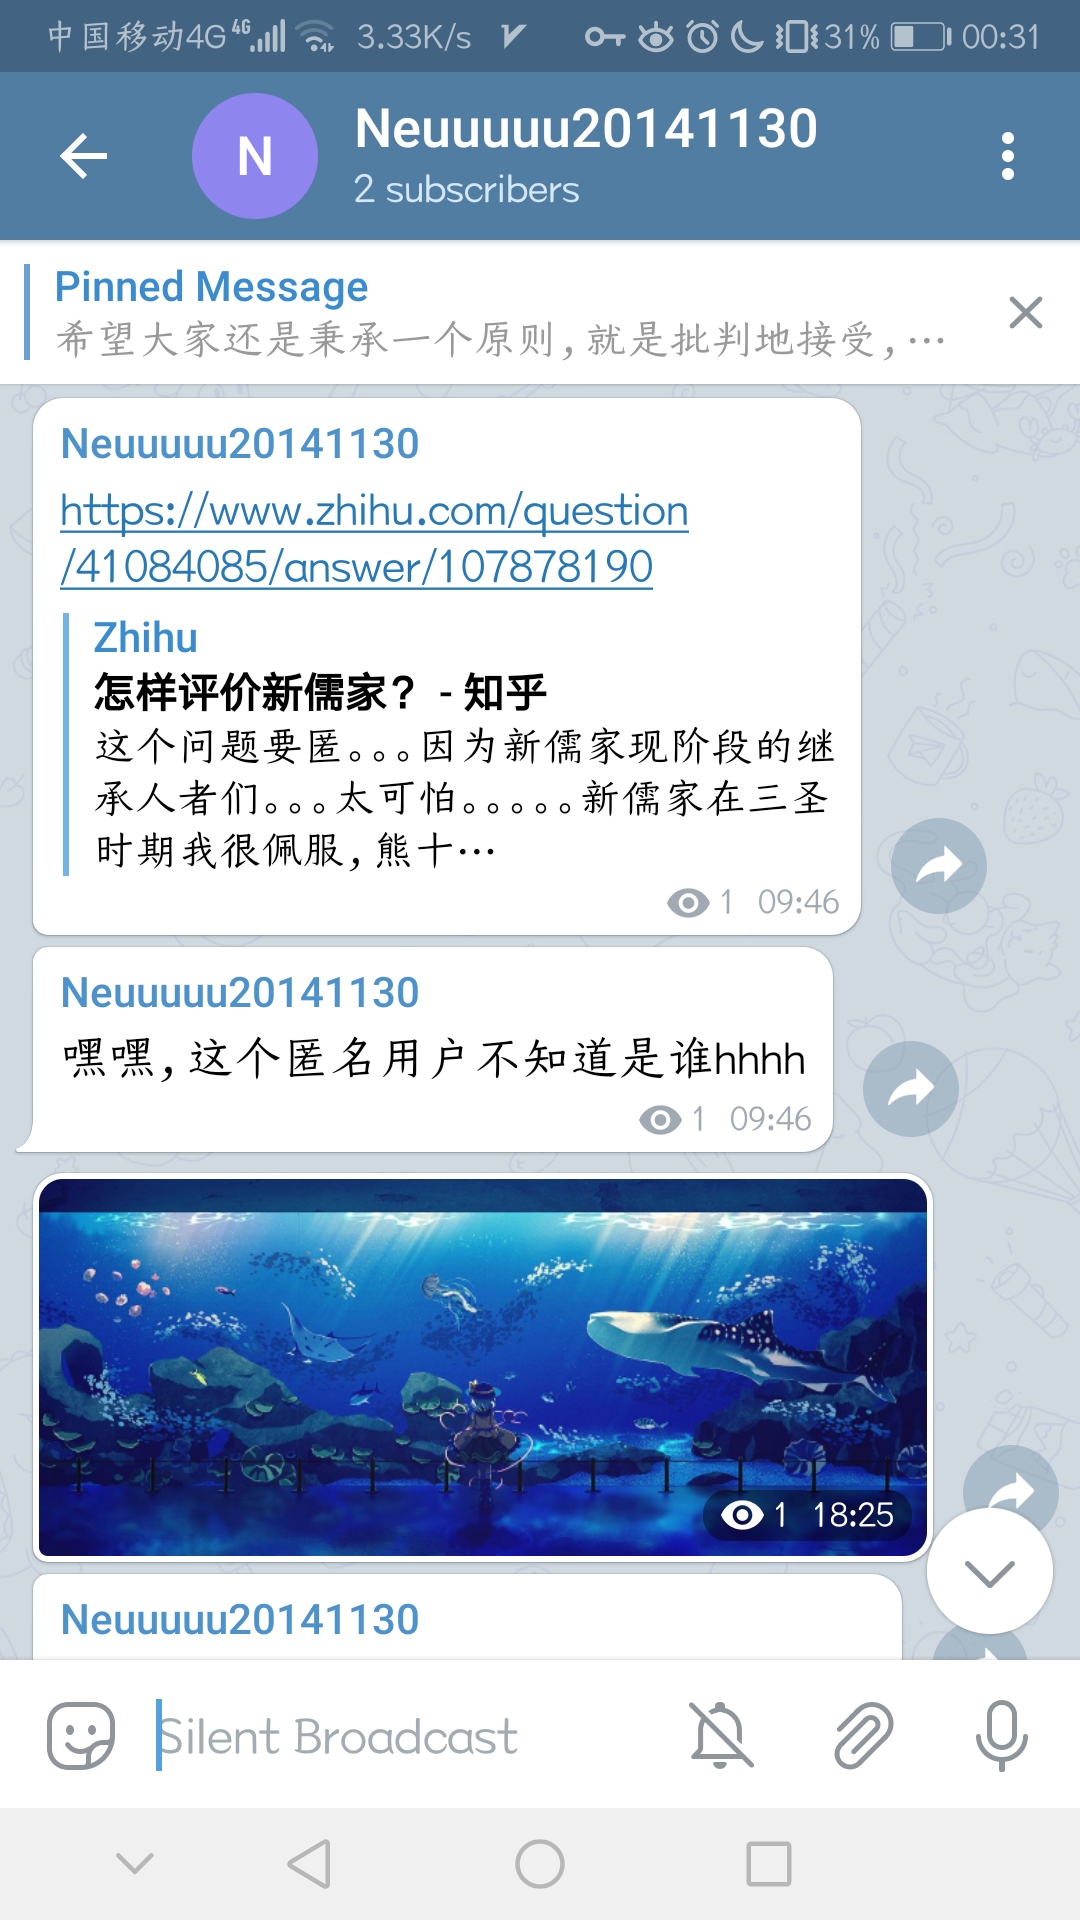 中国移动4G 4G 3.33K/s 31% 00:31
N
Neuuuuu20141130
2 subscribers
Pinned Message
希望大家还是秉承一个原则,就是批判地接受,…
Neuuuuu20141130
https://www.zhihu.com/question
/41084085/answer/107878190
Zhihu
怎样评价新儒家? - 知乎
这个问题要匿。。。因为新儒家现阶段的继
承人者们。。。太可怕。。。。。新儒家在三圣
时期我很佩服,熊十…
1 09:46
Neuuuuu20141130
嘿嘿,这个匿名用户不知道是谁hhhh
1 09:46
1 18:25
Neuuuuu20141130
Silent Broadcast